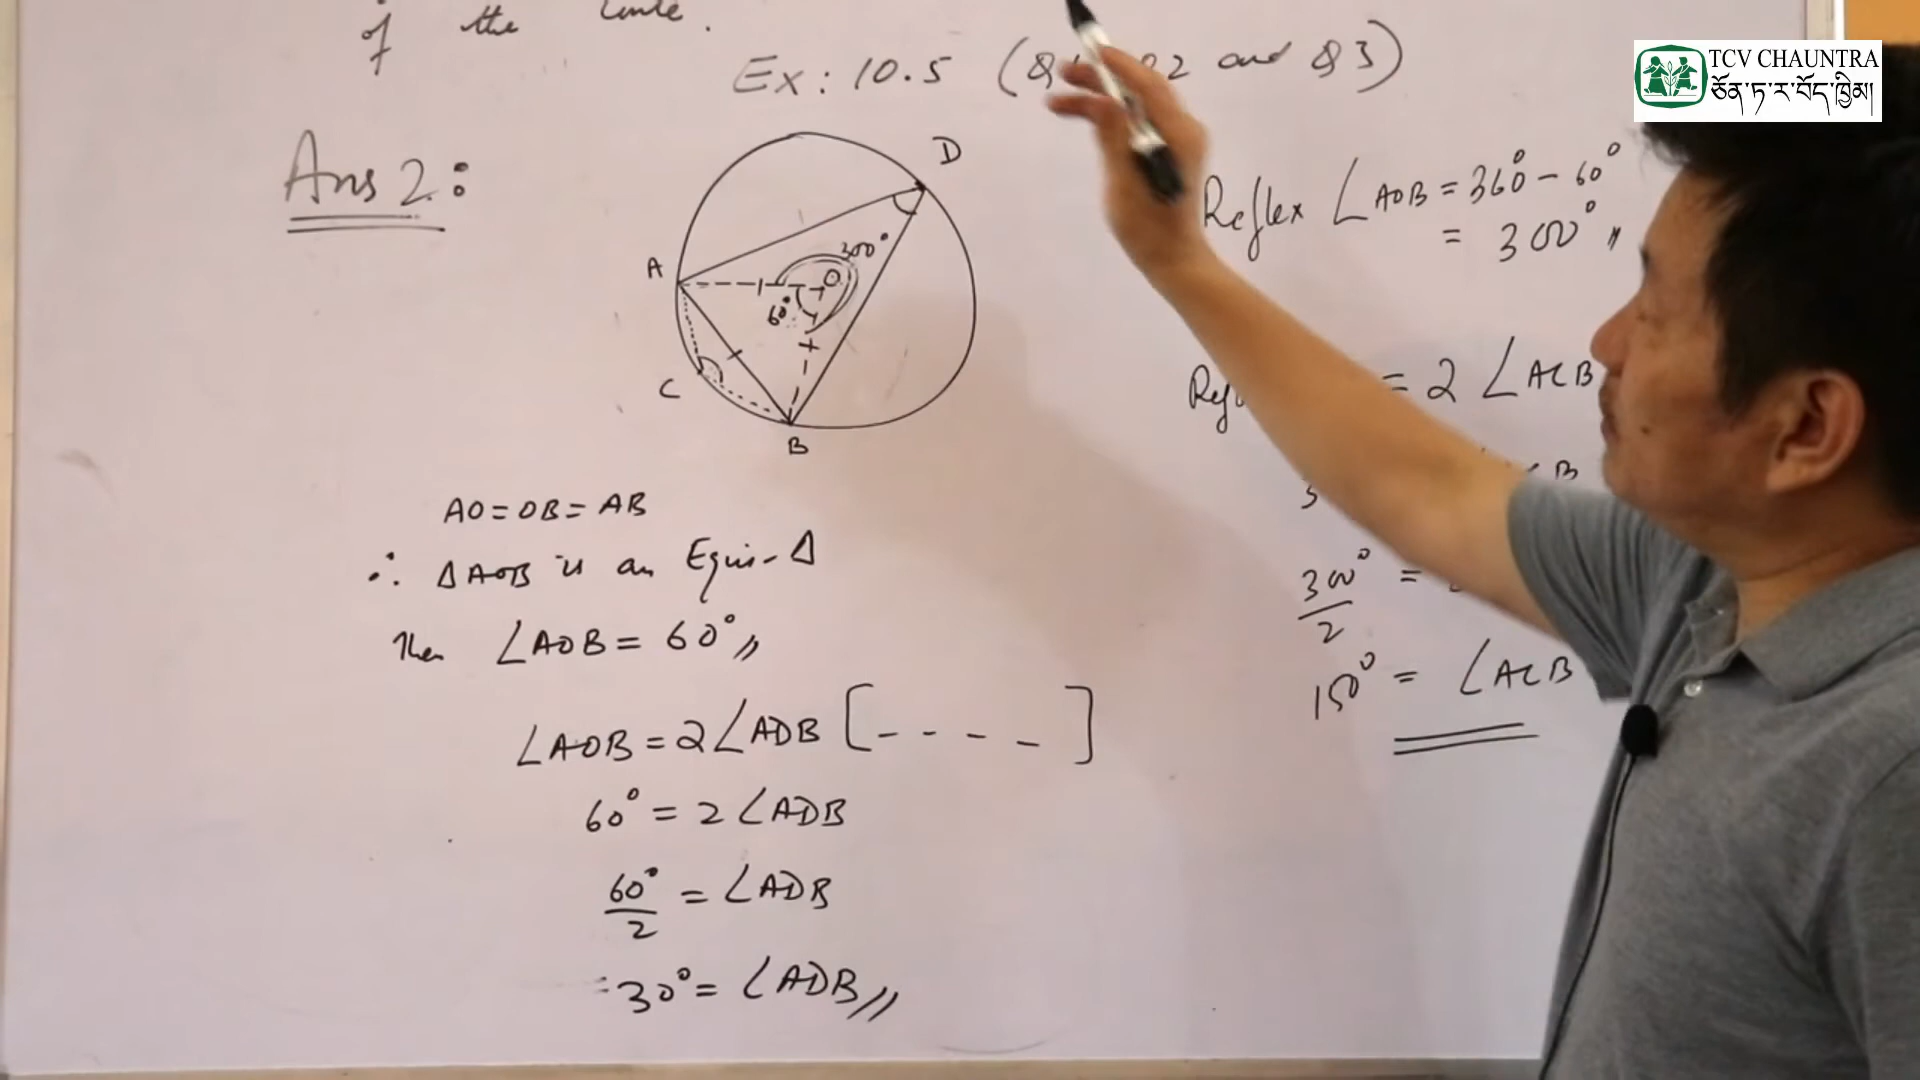 of the
Ex: 10.5 ( Q2 and Q3)
TCV CHAUNTRA
ཅོན་ཏ་ར་བོད་ཁྱིམ།
Ans 2:
D
A
300°
O
60°
C
B
AO = OB = AB
∴ ΔAOB is an Equi-Δ
Then ∠AOB = 60°
∠AOB = 2∠ADB [- - - -]
60° = 2∠ADB
60°/2 = ∠ADB
30° = ∠ADB
Reflex ∠AOB = 360° - 60°
= 300°
= 2∠ACB
300°/2 =
150° = ∠ACB